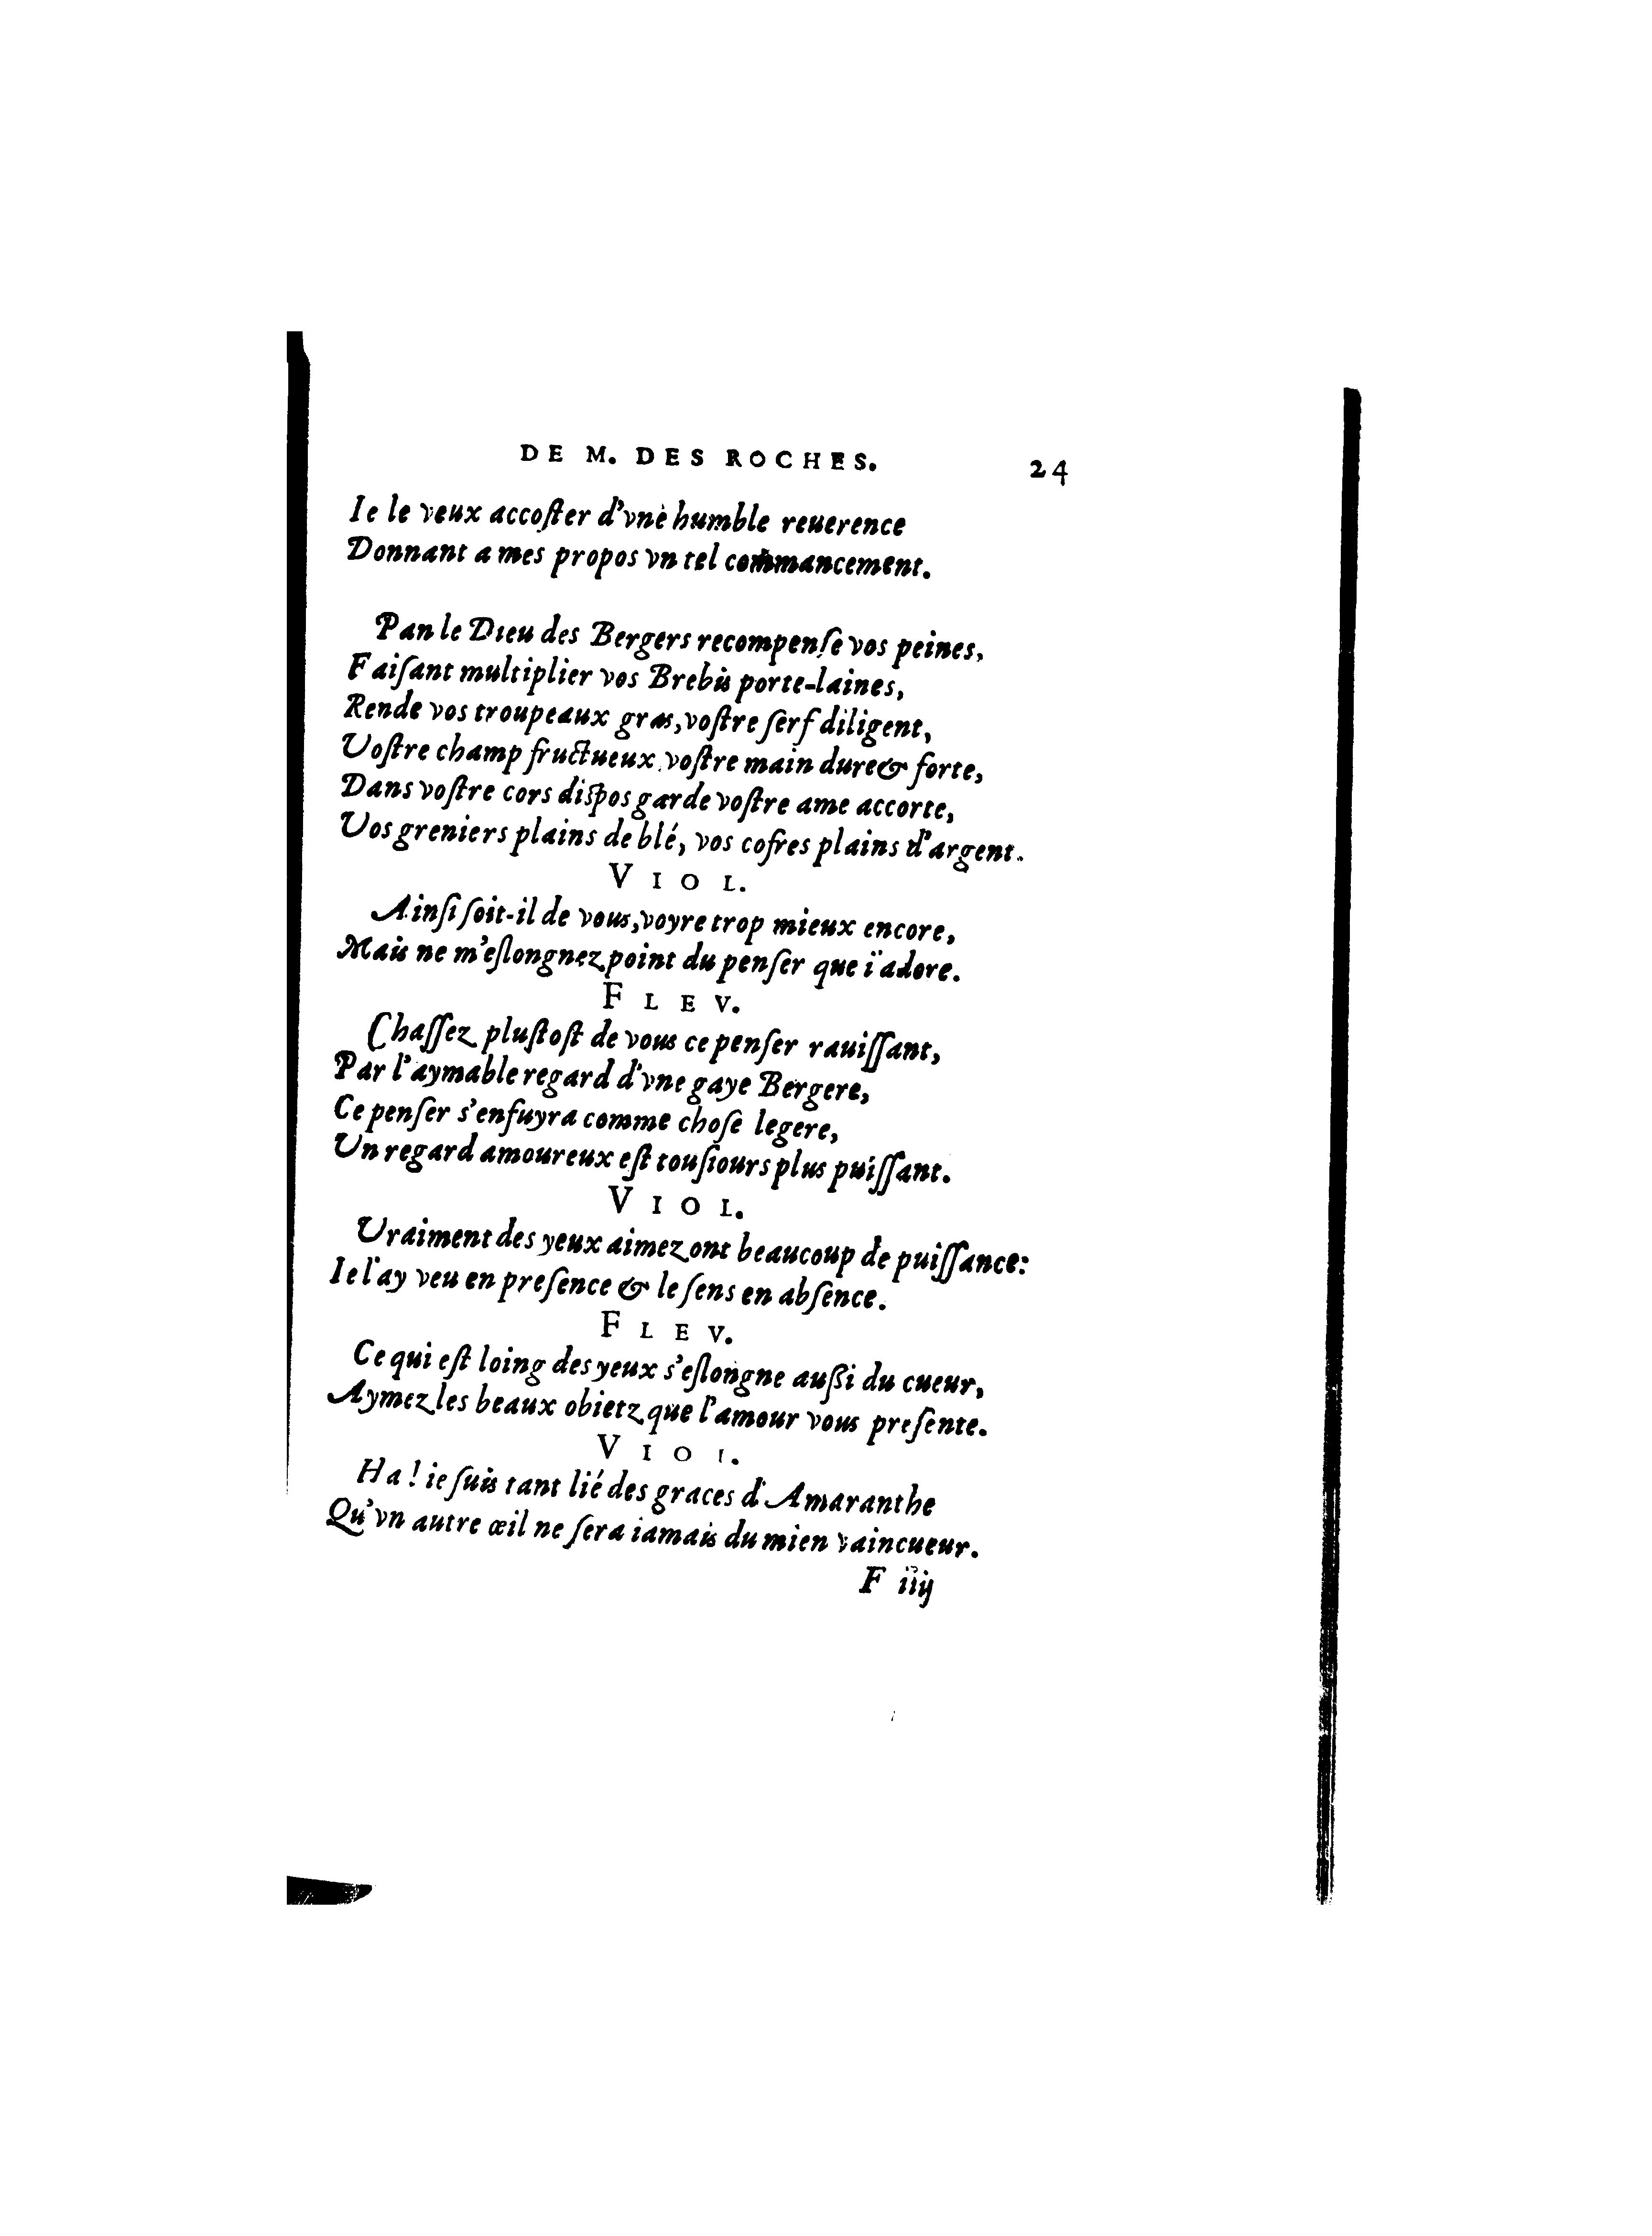 DE M. DES ROCHES. 24
Ie le veux accoſter d'vne humble reuerence
Donnant a mes propos vn tel commancement.
Pan le Dieu des Bergers recompenſe vos peines,
Faiſant multiplier vos Brebis porte-laines,
Rende vos troupeaux gras, voſtre ſerf diligent,
Voſtre champ fructueux, voſtre main dure & forte,
Dans voſtre cors diſpos garde voſtre ame accorte,
Vos greniers plains de blé, vos cofres plains d'argent.
VIOL.
Ainſi ſoit-il de vous, voyre trop mieux encore,
Mais ne m'eſlongnez point du penſer que i'adore.
FLEV.
Chaſſez pluſtoſt de vous ce penſer rauiſſant,
Par l'aymable regard d'vne gaye Bergere,
Ce penſer s'enfuyra comme choſe legere,
Vn regard amoureux eſt touſiours plus puiſſant.
VIOL.
Vraiment des yeux aimez ont beaucoup de puiſſance:
Ie l'ay veu en preſence & le ſens en abſence.
FLEV.
Ce qui eſt loing des yeux s'eſlongne auſſi du cueur,
Aymez les beaux obietz que l'amour vous preſente.
VIOL.
Ha! ie ſuis tant lié des graces d'Amaranthe
Qu'vn autre œil ne ſera iamais du mien vaincueur.
F iiij